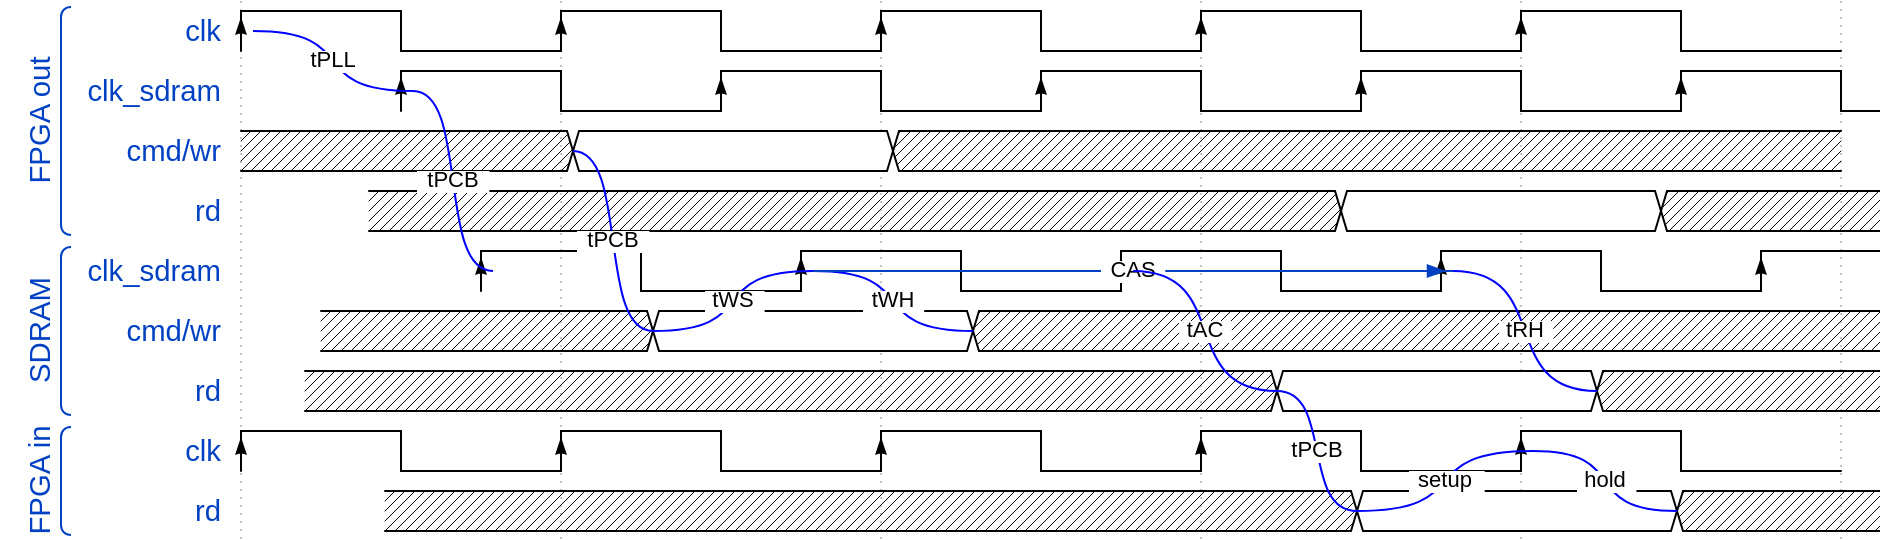 FPGA out
clk
tPLL
clk_sdram
cmd/wr
tPCB
rd
tPCB
SDRAM
clk_sdram
CAS
tWS
tWH
cmd/wr
tAC
tRH
rd
FPGA in
clk
tPCB
setup
hold
rd